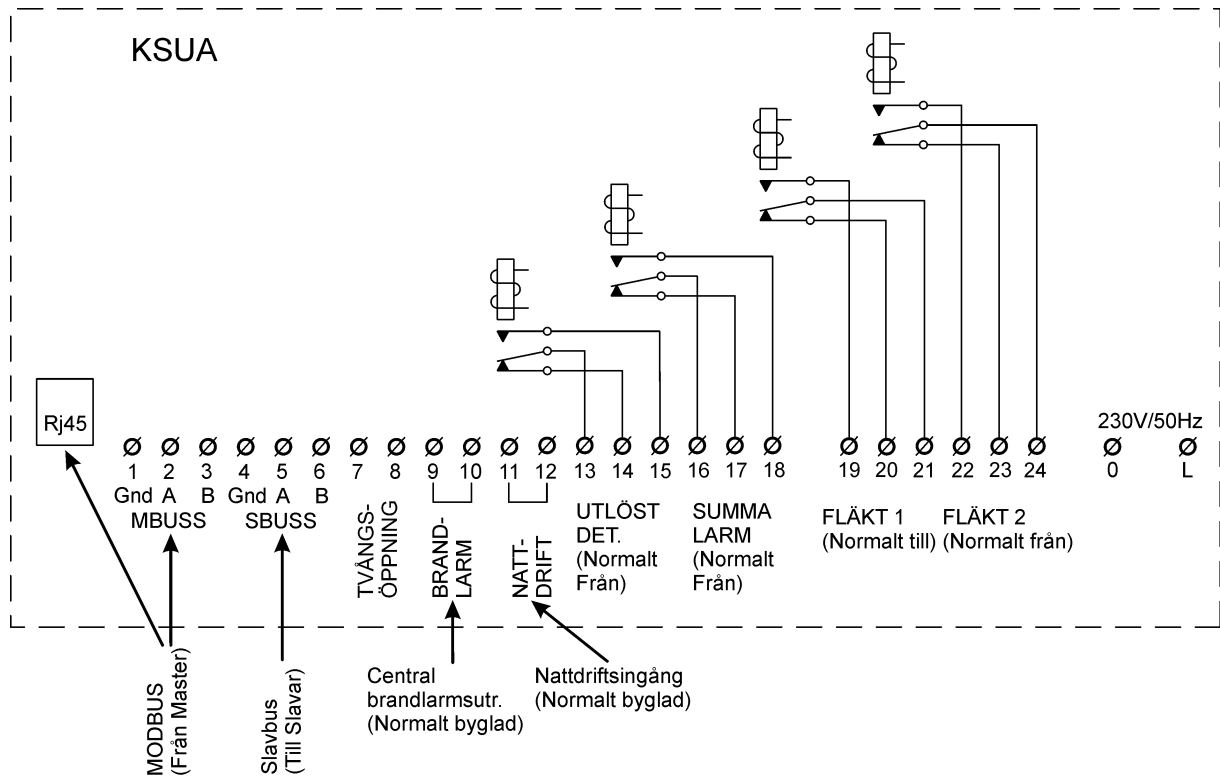 KSUA
Rj45
230V/50Hz
1 2 3 4 5 6 7 8 9 10 11 12 13 14 15 16 17 18 19 20 21 22 23 24 0 L
Gnd A B Gnd A B
MBUSS SBUSS
TVÅNGS-
ÖPPNING
BRAND-
LARM
NATT-
DRIFT
UTLÖST
DET.
(Normalt
Från)
SUMMA
LARM
(Normalt
Från)
FLÄKT 1
(Normalt till)
FLÄKT 2
(Normalt från)
MODBUS
(Från Master)
Slavbus
(Till Slavar)
Central
brandlarmsutr.
(Normalt byglad)
Nattdriftsingång
(Normalt byglad)